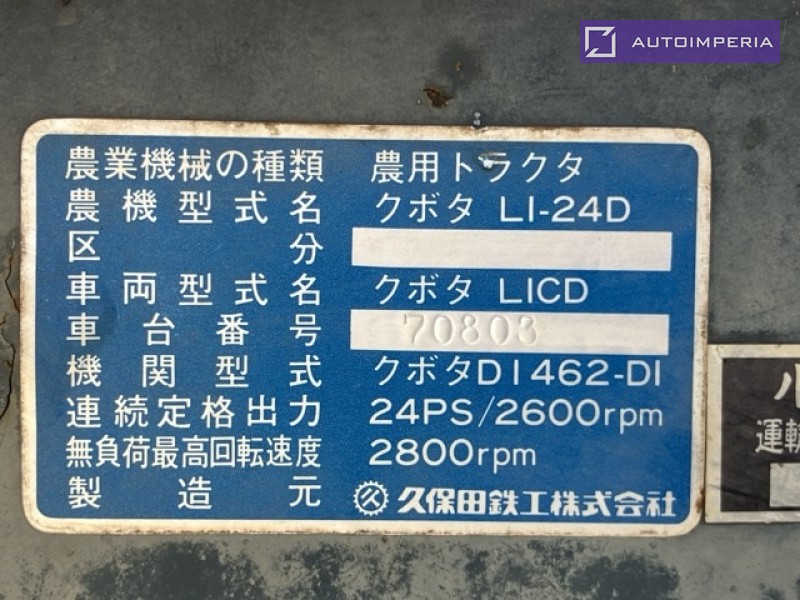 AUTOIMPERIA
農業機械の種類 農用トラクタ
農機型式名 クボタ L1-24D
区分
車両型式名 クボタ L1CD
車台番号 70803
機関型式 クボタD1462-D1
連続定格出力 24PS/2600rpm
無負荷最高回転速度 2800rpm
製造元 久保田鉄工株式会社
運輸